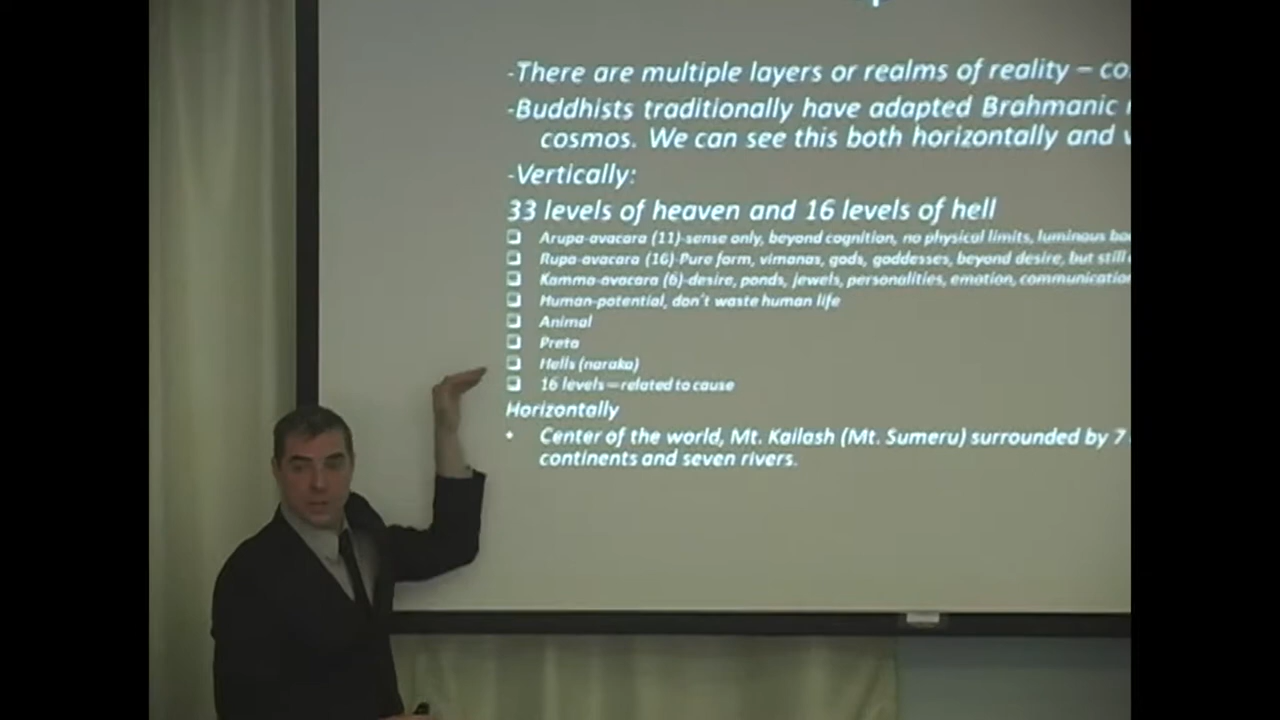 -There are multiple layers or realms of reality –
-Buddhists traditionally have adapted Brahmanic
cosmos. We can see this both horizontally and
-Vertically:
33 levels of heaven and 16 levels of hell
❑ Arupa-avacara (11)-sense only, beyond cognition, no physical limits, luminous
❑ Rupa-avacara (16)-Pure form, vimanas, gods, goddesses, beyond desire, but still
❑ Kamma-avacara (6)-desire, ponds, jewels, personalities, emotion, communication
❑ Human-potential, don't waste human life
❑ Animal
❑ Preta
❑ Hells (naraka)
❑ 16 levels – related to cause
Horizontally
• Center of the world, Mt. Kailash (Mt. Sumeru) surrounded by 7
continents and seven rivers.